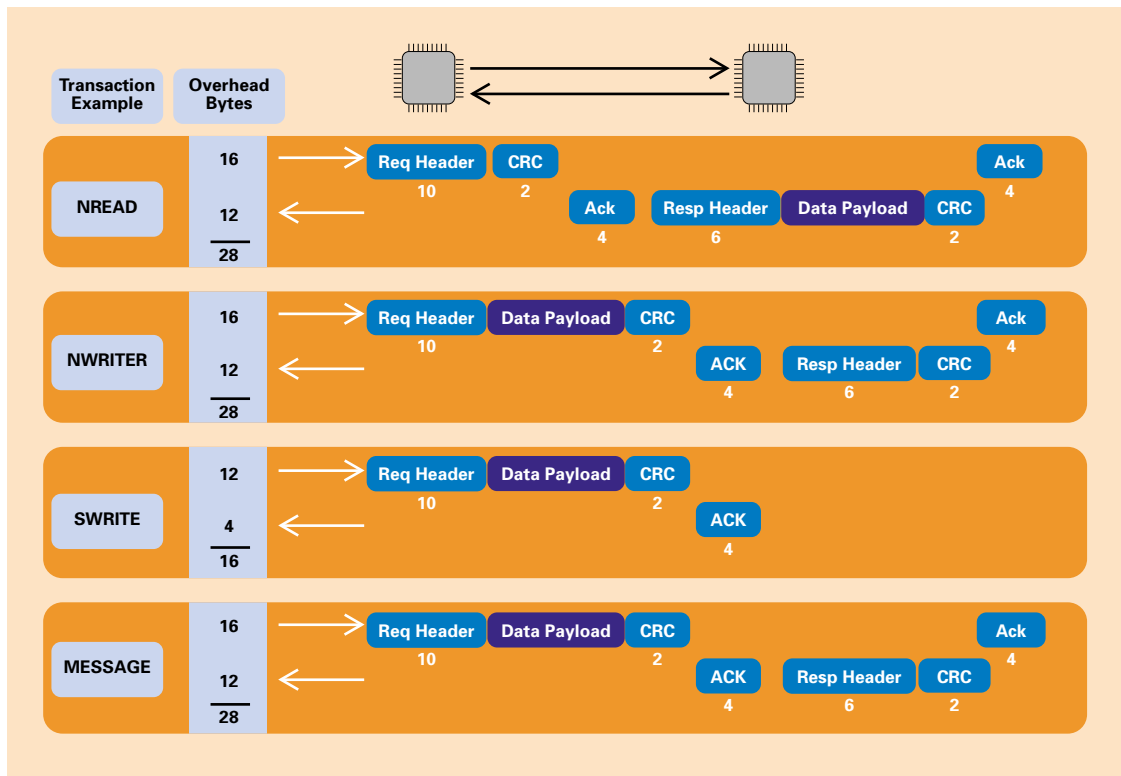 Transaction
Example
Overhead
Bytes
NREAD
16
12
28
Req Header
10
CRC
2
Ack
4
Ack
4
Resp Header
6
Data Payload
CRC
2
NWRITER
16
12
28
Req Header
10
Data Payload
CRC
2
Ack
4
ACK
4
Resp Header
6
CRC
2
SWRITE
12
4
16
Req Header
10
Data Payload
CRC
2
ACK
4
MESSAGE
16
12
28
Req Header
10
Data Payload
CRC
2
Ack
4
ACK
4
Resp Header
6
CRC
2